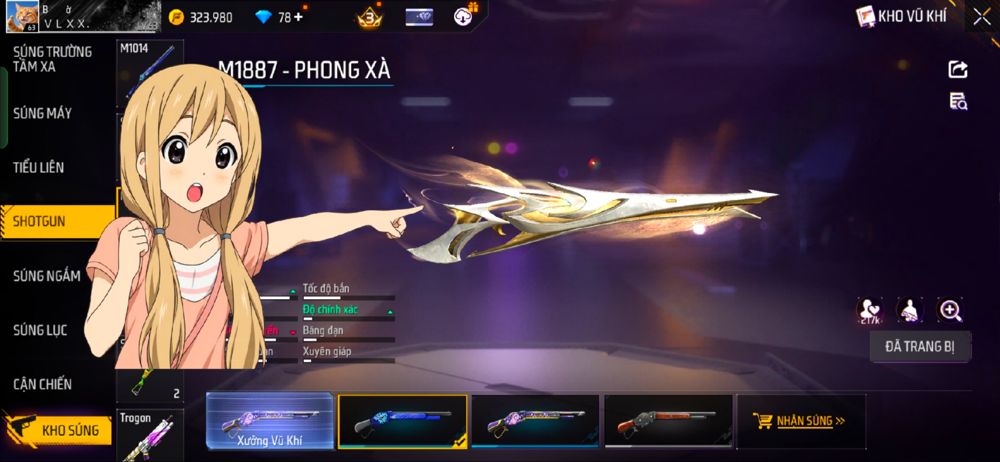 B ờ
V L X X.
63
323.980
78 +
3
KHO VŨ KHÍ
SÚNG TRƯỜNG
TẦM XA
M1014
M1887 - PHONG XÀ
SÚNG MÁY
TIỂU LIÊN
SHOTGUN
SÚNG NGẮM
SÚNG LỤC
CẬN CHIẾN
KHO SÚNG
Tốc độ bắn
Độ chính xác
Băng đạn
Xuyên giáp
ĐÃ TRANG BỊ
2
Trogon
Xưởng Vũ Khí
NHẬN SÚNG >>